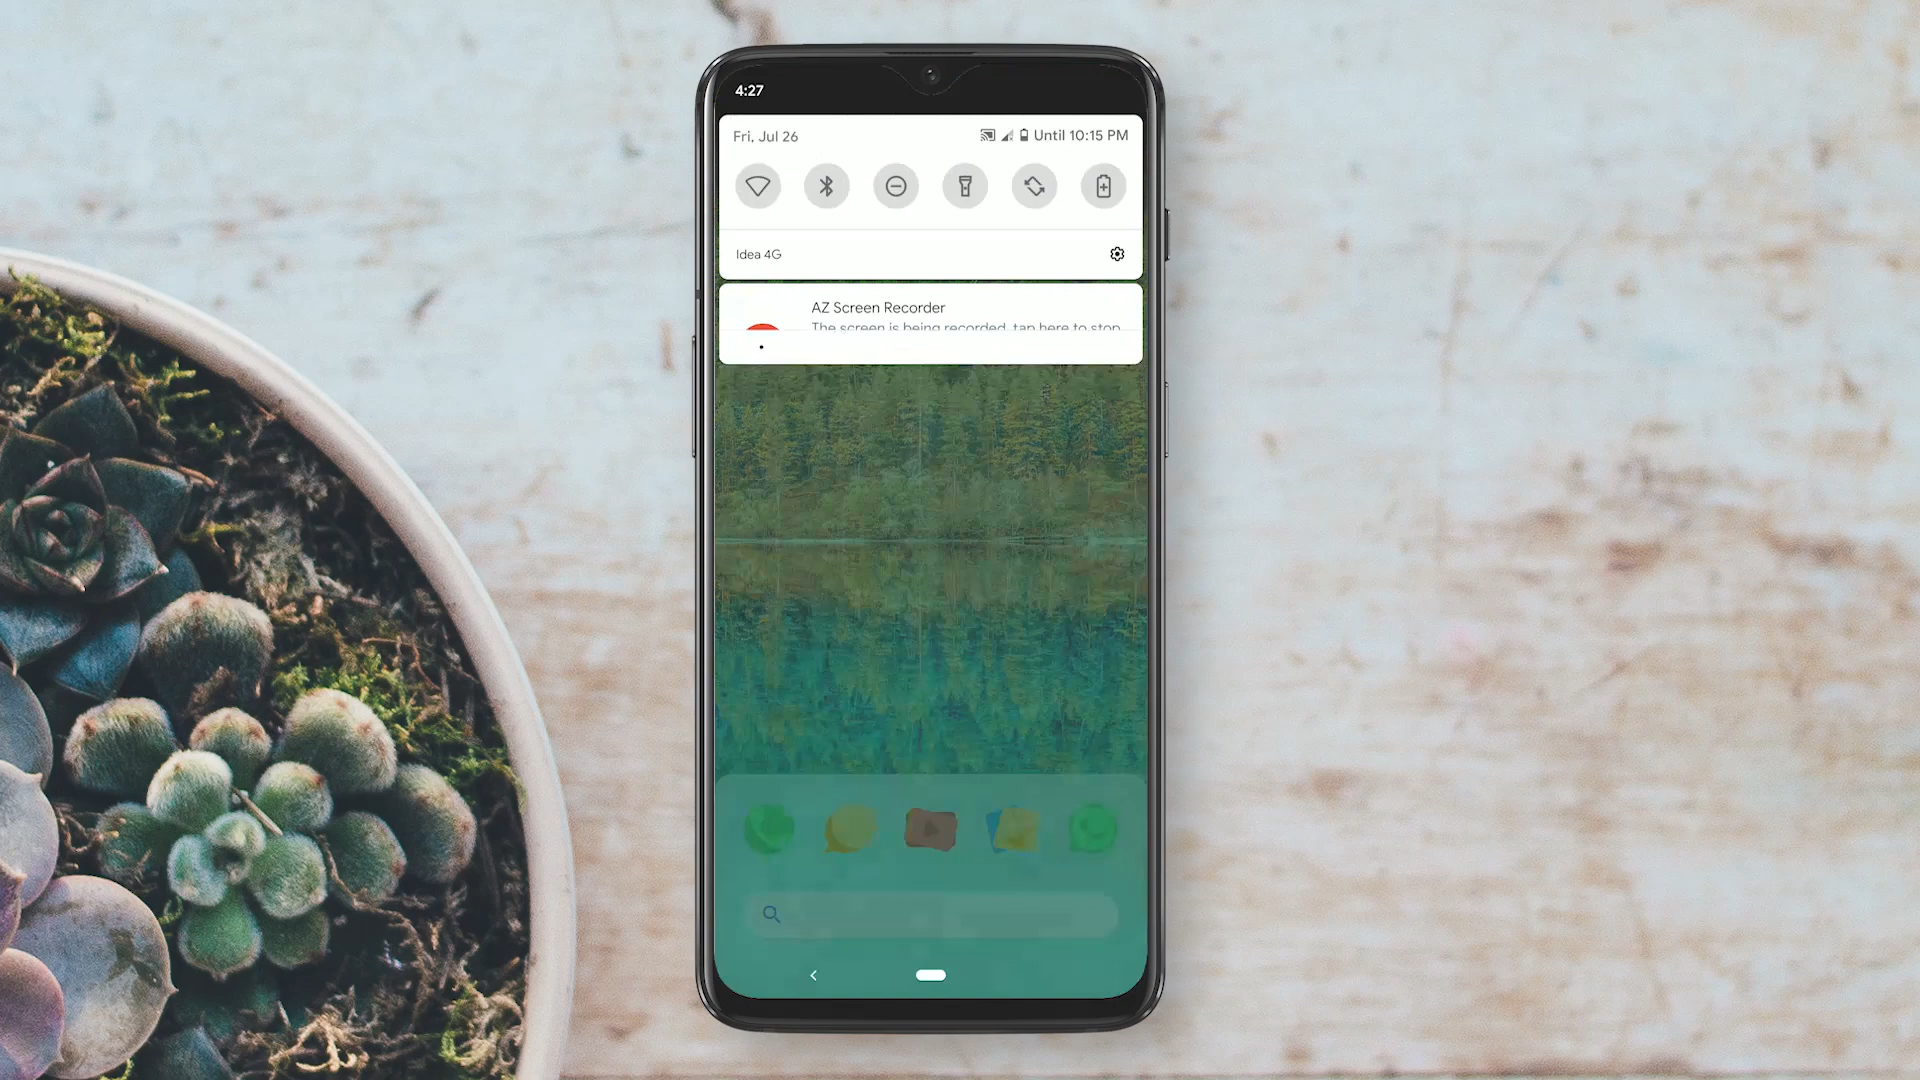 4:27
Fri, Jul 26
Until 10:15 PM
Idea 4G
AZ Screen Recorder
The screen is being recorded, tap here to stop